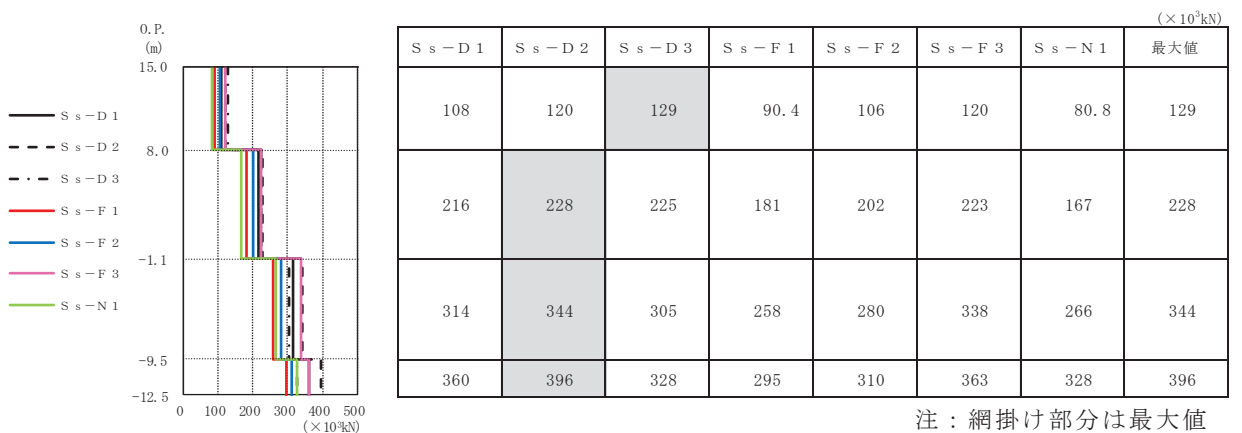 O.P.
(m)
15.0
8.0
-1.1
-9.5
-12.5
0 100 200 300 400 500
(×10³kN)
Ss－D1
Ss－D2
Ss－D3
Ss－F1
Ss－F2
Ss－F3
Ss－N1
(×10³kN)
Ss－D1 Ss－D2 Ss－D3 Ss－F1 Ss－F2 Ss－F3 Ss－N1 最大値
108 120 129 90.4 106 120 80.8 129
216 228 225 181 202 223 167 228
314 344 305 258 280 338 266 344
360 396 328 295 310 363 328 396
注：網掛け部分は最大値